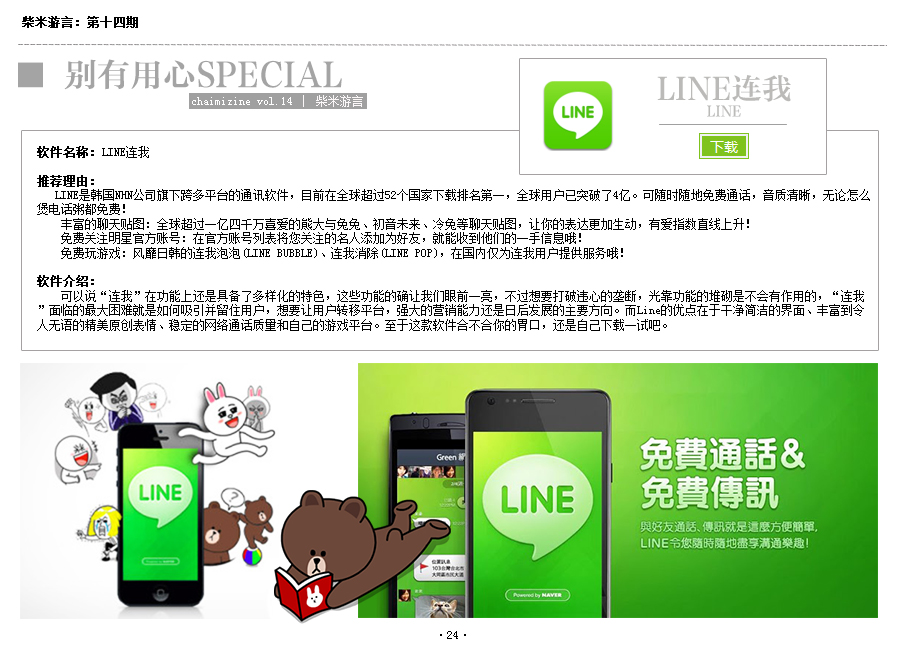 柴米游言：第十四期
别有用心SPECIAL
chaimizine vol.14 | 柴米游言
LINE
LINE连我
LINE
下载
软件名称：LINE连我
推荐理由：
LINE是韩国NHN公司旗下跨多平台的通讯软件，目前在全球超过52个国家下载排名第一，全球用户已突破了4亿。可随时随地免费通话，音质清晰，无论怎么
煲电话粥都免费！
丰富的聊天贴图：全球超过一亿四千万喜爱的熊大与兔兔、初音未来、冷兔等聊天贴图，让你的表达更加生动，有爱指数直线上升！
免费关注明星官方账号：在官方账号列表将您关注的名人添加为好友，就能收到他们的一手信息哦！
免费玩游戏：风靡日韩的连我泡泡(LINE BUBBLE)、连我消除(LINE POP)，在国内仅为连我用户提供服务哦！
软件介绍：
可以说“连我”在功能上还是具备了多样化的特色，这些功能的确让我们眼前一亮，不过想要打破违心的垄断，光靠功能的堆砌是不会有作用的，“连我
”面临的最大困难就是如何吸引并留住用户，想要让用户转移平台，强大的营销能力还是日后发展的主要方向。而Line的优点在于干净简洁的界面、丰富到令
人无语的精美原创表情、稳定的网络通话质量和自己的游戏平台。至于这款软件合不合你的胃口，还是自己下载一试吧。
LINE
?
Green
位置訊息
103台灣台北市
大同區市民大道
LINE
Powered by NAVER
免費通話&
免費傳訊
與好友通話、傳訊就是這麼方便簡單，
LINE令您隨時隨地盡享溝通樂趣！
·24·